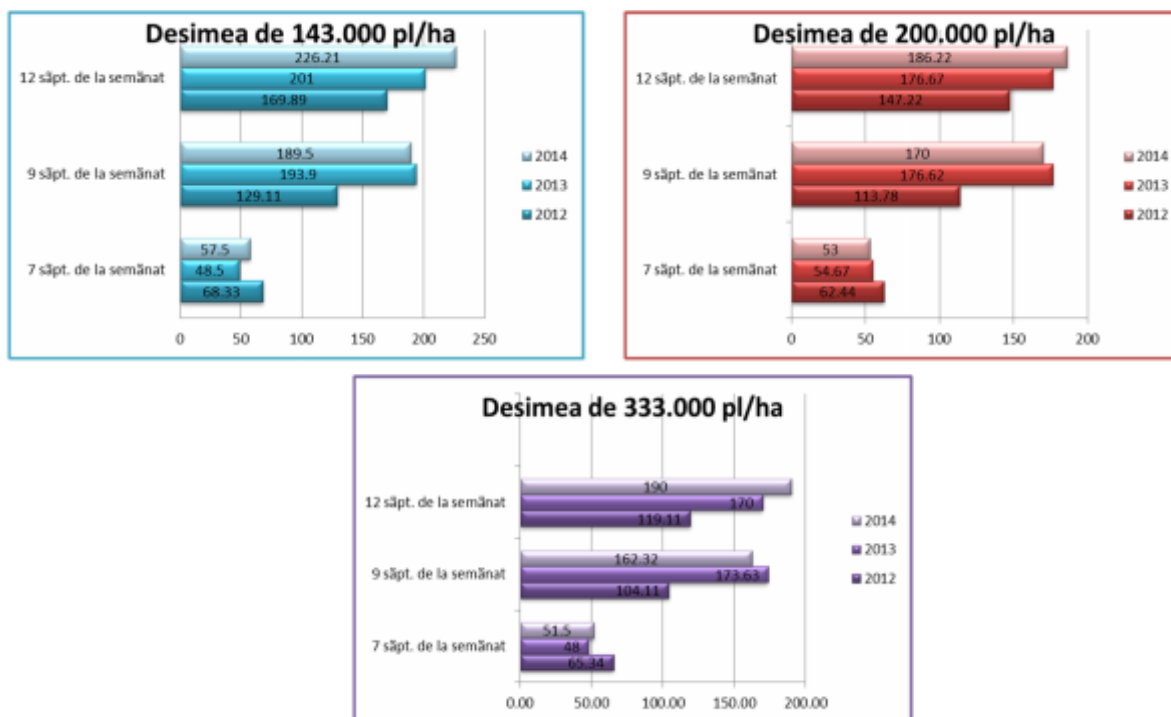 Desimea de 143.000 pl/ha
12 săpt. de la semănat
226.21
201
169.89
9 săpt. de la semănat
189.5
193.9
129.11
7 săpt. de la semănat
57.5
48.5
68.33
0 50 100 150 200 250
2014
2013
2012
Desimea de 200.000 pl/ha
12 săpt. de la semănat
186.22
176.67
147.22
9 săpt. de la semănat
170
176.62
113.78
7 săpt. de la semănat
53
54.67
62.44
0 50 100 150 200
2014
2013
2012
Desimea de 333.000 pl/ha
12 săpt. de la semănat
190
170
119.11
9 săpt. de la semănat
162.32
173.63
104.11
7 săpt. de la semănat
51.5
48
65.34
0.00 50.00 100.00 150.00 200.00
2014
2013
2012